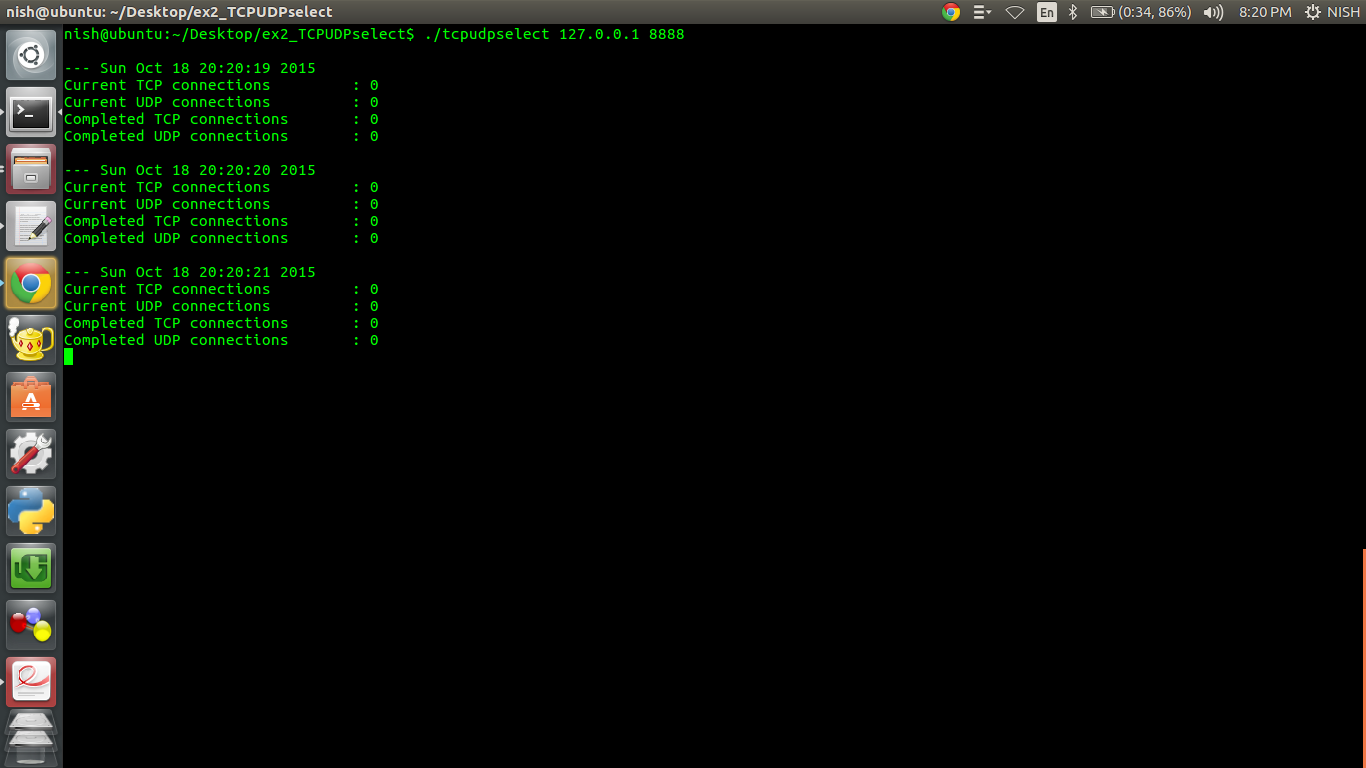 nish@ubuntu: ~/Desktop/ex2_TCPUDPselect
En
(0:34, 86%)
8:20 PM
NISH
nish@ubuntu:~/Desktop/ex2_TCPUDPselect$ ./tcpudpselect 127.0.0.1 8888
--- Sun Oct 18 20:20:19 2015
Current TCP connections : 0
Current UDP connections : 0
Completed TCP connections : 0
Completed UDP connections : 0
--- Sun Oct 18 20:20:20 2015
Current TCP connections : 0
Current UDP connections : 0
Completed TCP connections : 0
Completed UDP connections : 0
--- Sun Oct 18 20:20:21 2015
Current TCP connections : 0
Current UDP connections : 0
Completed TCP connections : 0
Completed UDP connections : 0